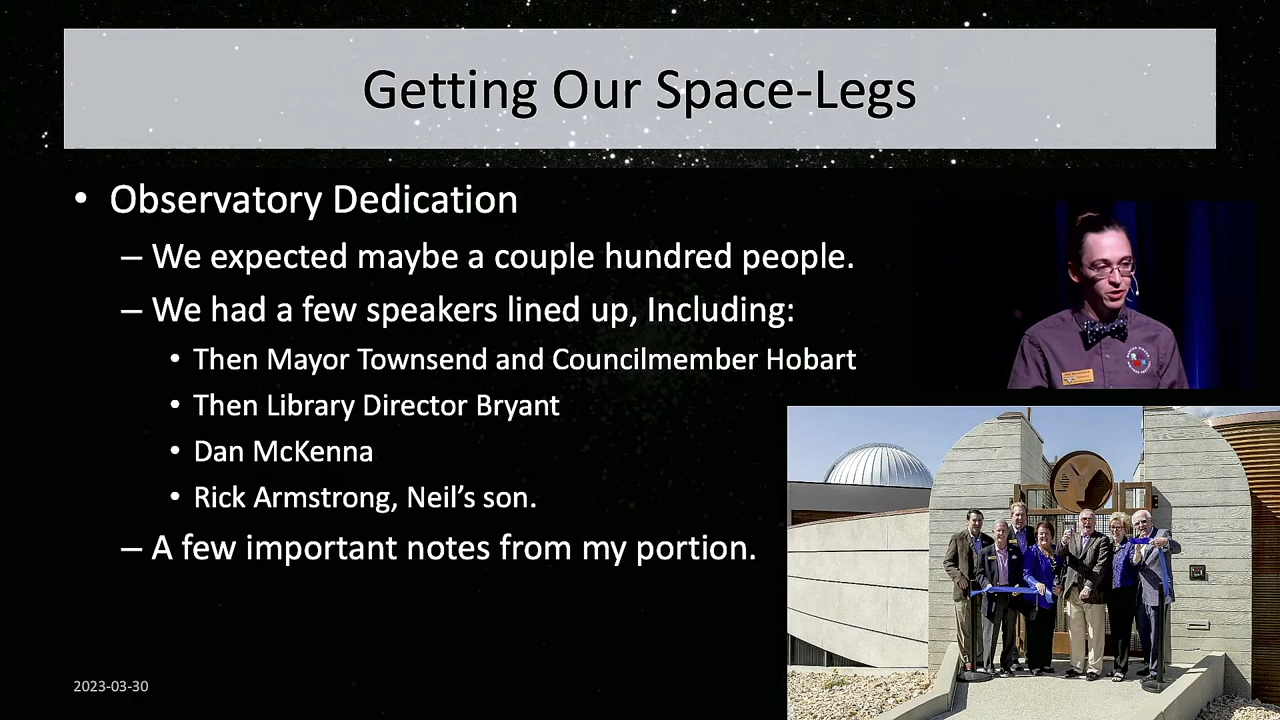 Getting Our Space-Legs
• Observatory Dedication
– We expected maybe a couple hundred people.
– We had a few speakers lined up, Including:
• Then Mayor Townsend and Councilmember Hobart
• Then Library Director Bryant
• Dan McKenna
• Rick Armstrong, Neil’s son.
– A few important notes from my portion.
2023-03-30